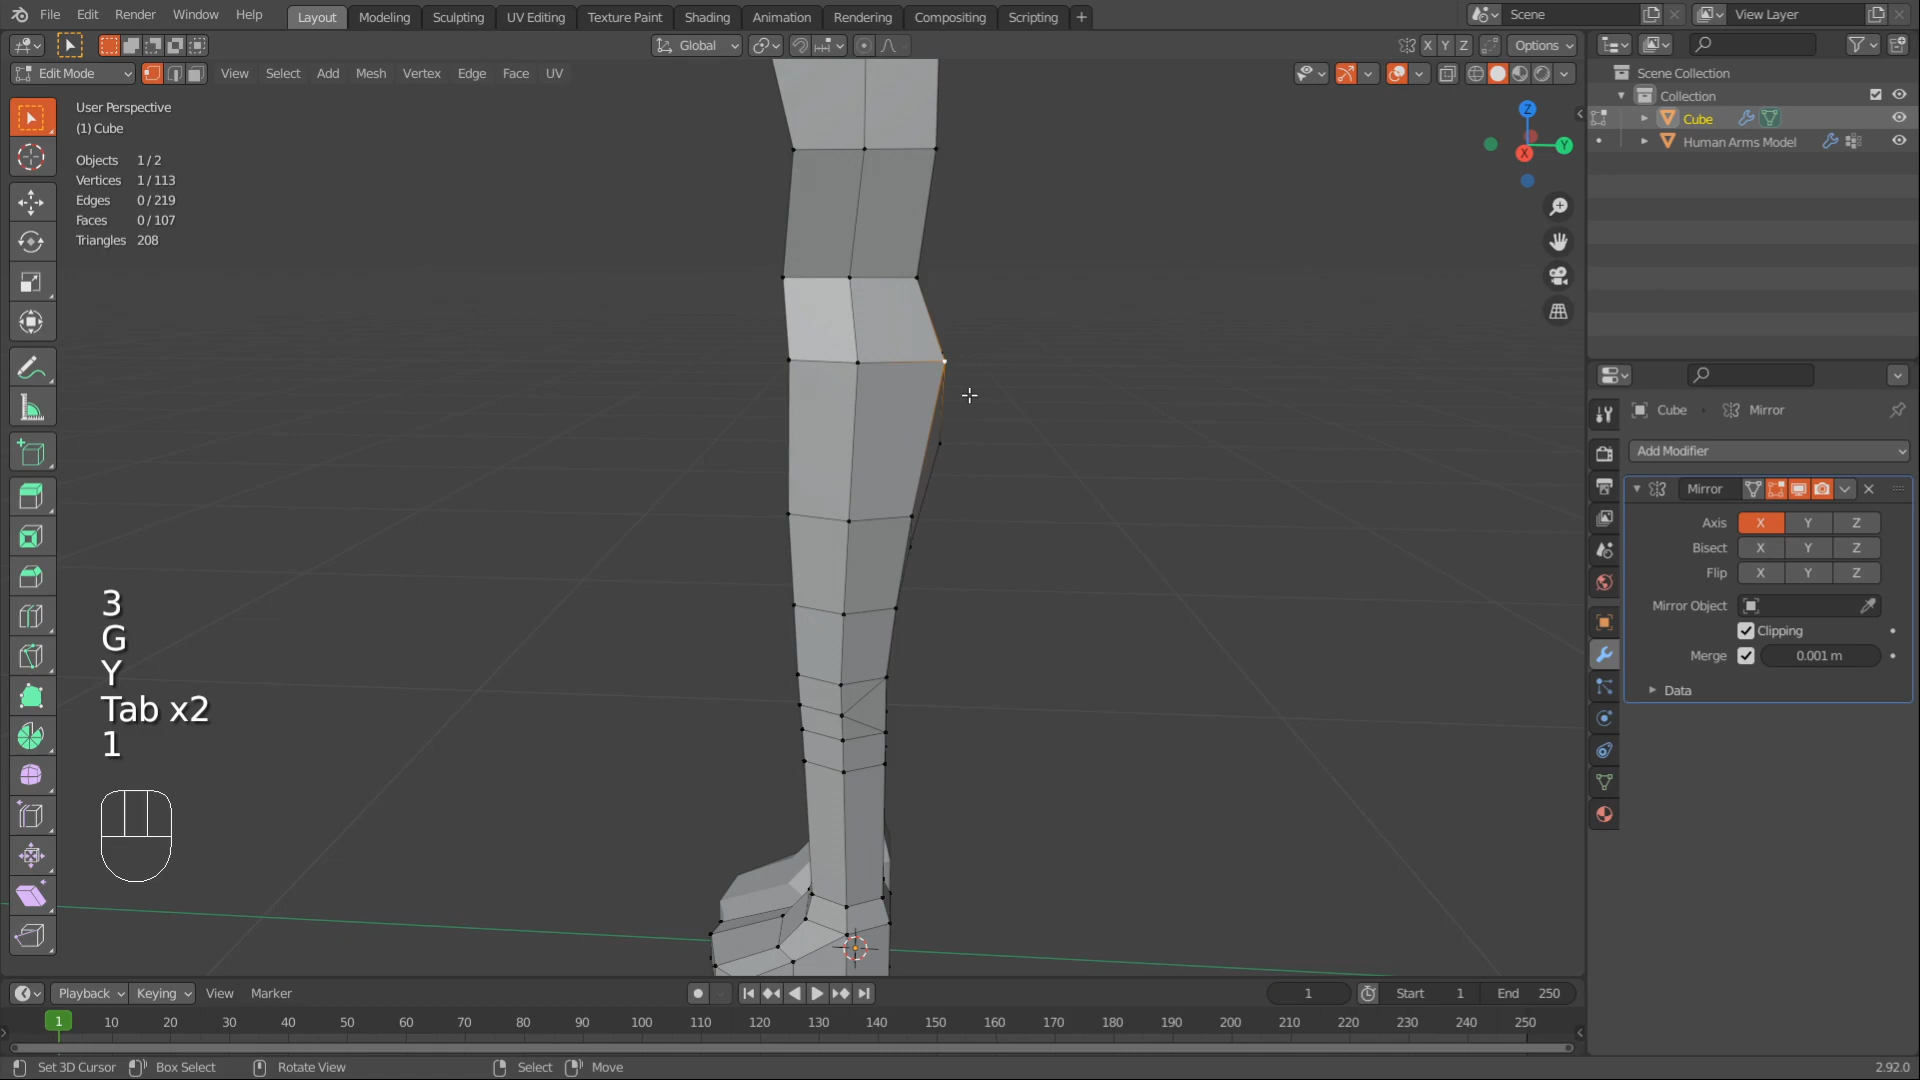 File Edit Render Window Help Layout Modeling Sculpting UV Editing Texture Paint Shading Animation Rendering Compositing Scripting + Scene View Layer
Global X Y Z Options
Edit Mode View Select Add Mesh Vertex Edge Face UV
Scene Collection
Collection
Cube
Human Arms Model
User Perspective
(1) Cube
Objects 1 / 2
Vertices 1 / 113
Edges 0 / 219
Faces 0 / 107
Triangles 208
Z
Y
X
Cube Mirror
Add Modifier
Mirror
Axis X Y Z
Bisect X Y Z
Flip X Y Z
Mirror Object
Clipping
Merge 0.001 m
Data
3
G
Y
Tab x2
1
Playback Keying View Marker 1 Start 1 End 250
1 10 20 30 40 50 60 70 80 90 100 110 120 130 140 150 160 170 180 190 200 210 220 230 240 250
Set 3D Cursor Box Select Rotate View Select Move 2.92.0